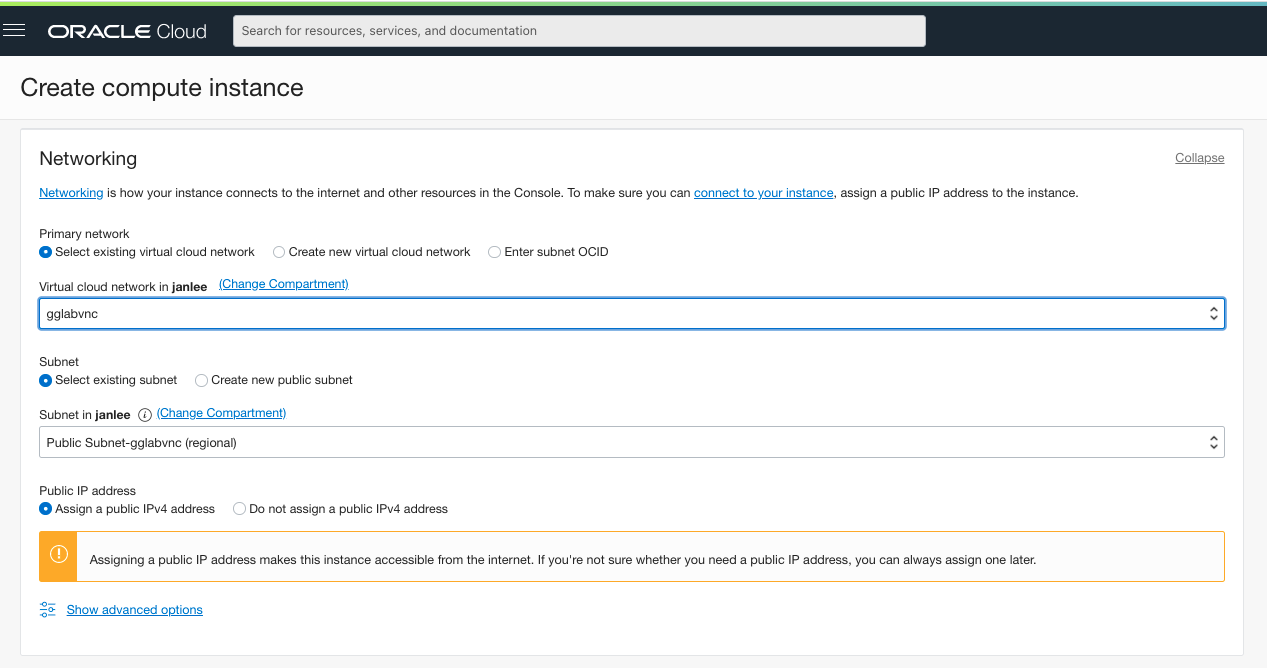 ORACLE Cloud
Search for resources, services, and documentation
Create compute instance
Networking
Collapse
Networking is how your instance connects to the internet and other resources in the Console. To make sure you can connect to your instance, assign a public IP address to the instance.
Primary network
Select existing virtual cloud network Create new virtual cloud network Enter subnet OCID
Virtual cloud network in janlee (Change Compartment)
gglabvnc
Subnet
Select existing subnet Create new public subnet
Subnet in janlee i (Change Compartment)
Public Subnet-gglabvnc (regional)
Public IP address
Assign a public IPv4 address Do not assign a public IPv4 address
Assigning a public IP address makes this instance accessible from the internet. If you're not sure whether you need a public IP address, you can always assign one later.
Show advanced options